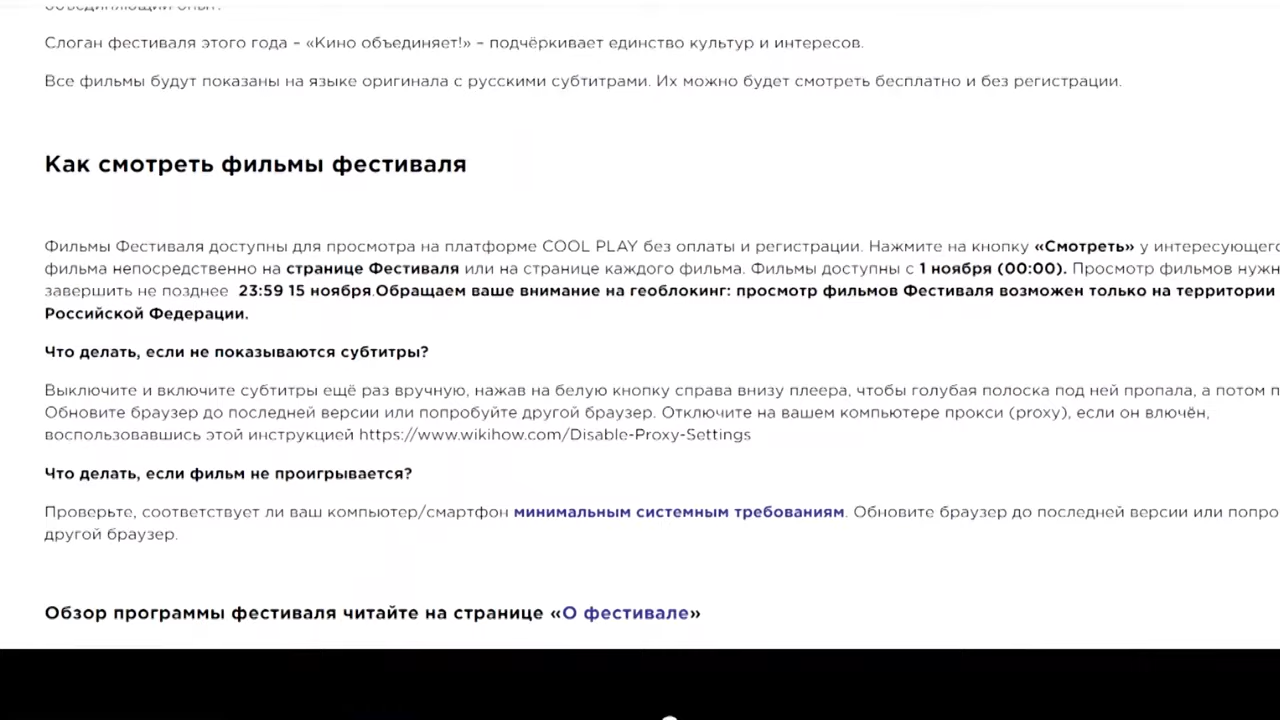 объединяющий опыт.
Слоган фестиваля этого года – «Кино объединяет!» – подчёркивает единство культур и интересов.
Все фильмы будут показаны на языке оригинала с русскими субтитрами. Их можно будет смотреть бесплатно и без регистрации.
Как смотреть фильмы фестиваля
Фильмы Фестиваля доступны для просмотра на платформе COOL PLAY без оплаты и регистрации. Нажмите на кнопку «Смотреть» у интересующего
фильма непосредственно на странице Фестиваля или на странице каждого фильма. Фильмы доступны с 1 ноября (00:00). Просмотр фильмов нужн
завершить не позднее 23:59 15 ноября.Обращаем ваше внимание на геоблокинг: просмотр фильмов Фестиваля возможен только на территории
Российской Федерации.
Что делать, если не показываются субтитры?
Выключите и включите субтитры ещё раз вручную, нажав на белую кнопку справа внизу плеера, чтобы голубая полоска под ней пропала, а потом п
Обновите браузер до последней версии или попробуйте другой браузер. Отключите на вашем компьютере прокси (proxy), если он влючён,
воспользовавшись этой инструкцией https://www.wikihow.com/Disable-Proxy-Settings
Что делать, если фильм не проигрывается?
Проверьте, соответствует ли ваш компьютер/смартфон минимальным системным требованиям. Обновите браузер до последней версии или попро
другой браузер.
Обзор программы фестиваля читайте на странице «О фестивале»